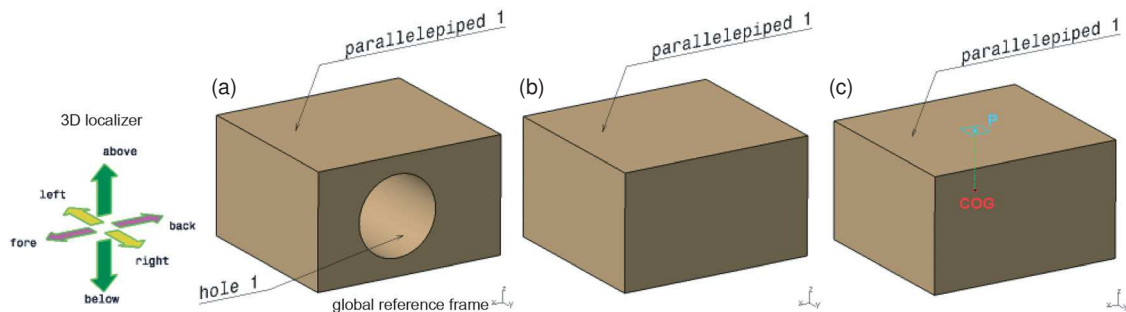 3D localizer
above
left
back
fore
right
below
(a)
parallelepiped 1
hole 1
global reference frame
z
x
y
(b)
parallelepiped 1
z
x
y
(c)
parallelepiped 1
P
COG
z
x
y